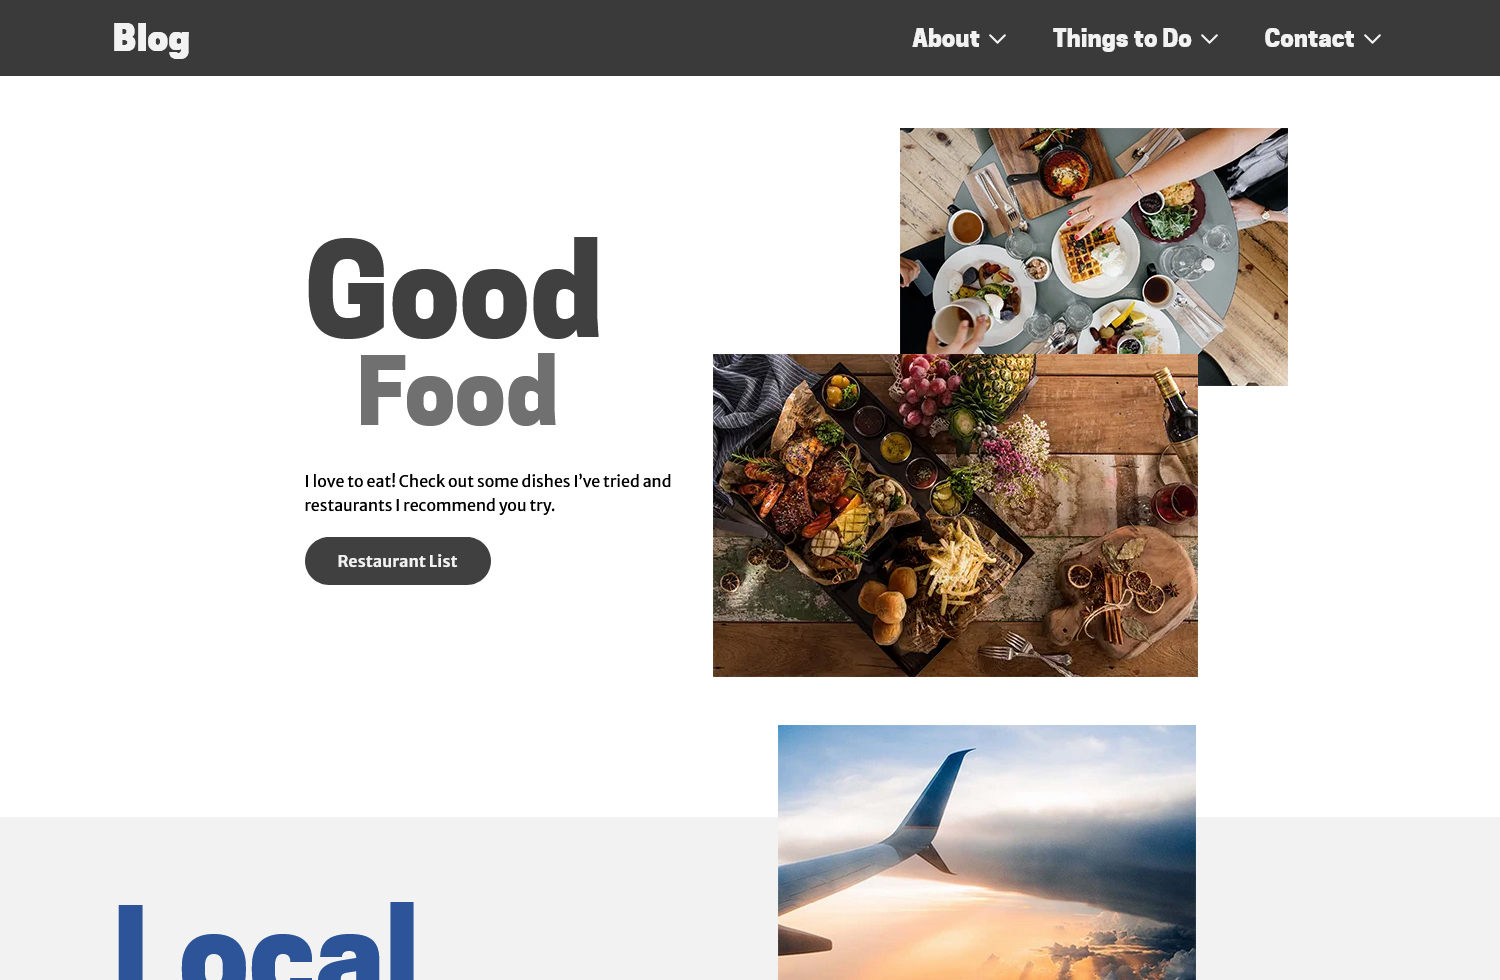 Blog
About
Things to Do
Contact
Good
Food
I love to eat! Check out some dishes I’ve tried and
restaurants I recommend you try.
Restaurant List
Local